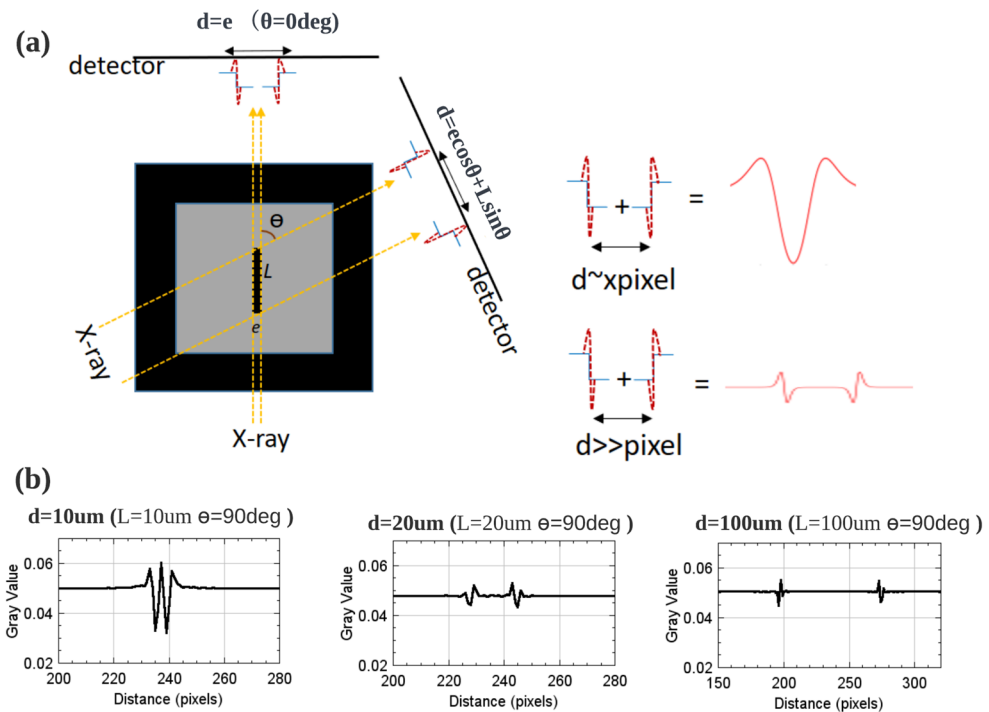 (a)
d=e （θ=0deg)
detector
d=ecosθ+Lsinθ
detector
ɵ
L
e
X-ray
X-ray
+
=
d~xpixel
+
=
d>>pixel
(b)
d=10um (L=10um ɵ=90deg )
d=20um (L=20um ɵ=90deg )
d=100um (L=100um ɵ=90deg )
Gray Value
0.06
0.04
0.02
200
220
240
260
280
Distance (pixels)
Gray Value
0.06
0.04
0.02
200
220
240
260
280
Distance (pixels)
Gray Value
0.06
0.04
0.02
150
200
250
300
Distance (pixels)